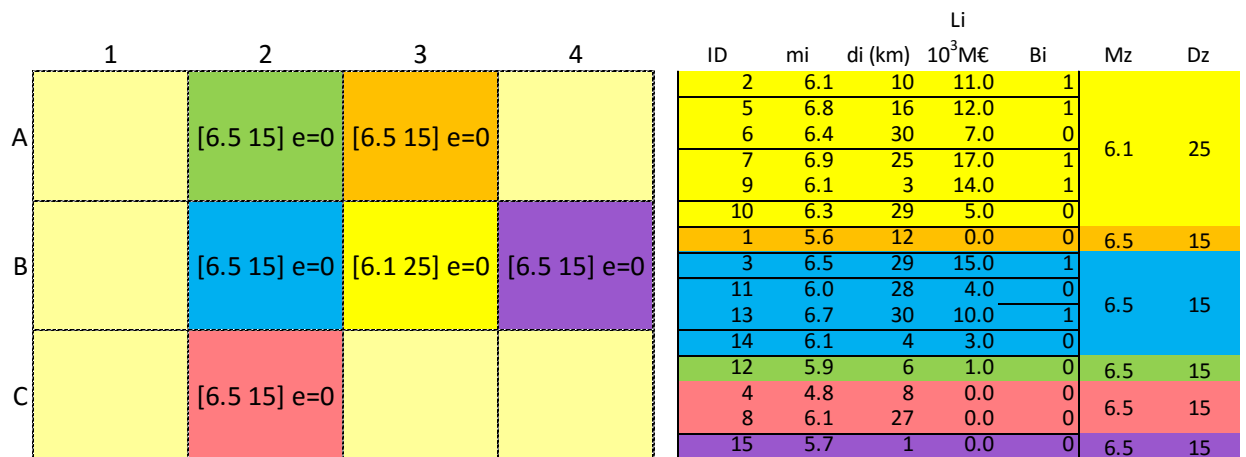 1 2 3 4
A [6.5 15] e=0 [6.5 15] e=0
B [6.5 15] e=0 [6.1 25] e=0 [6.5 15] e=0
C [6.5 15] e=0
Li
ID mi di (km) 10³M€ Bi Mz Dz
2 6.1 10 11.0 1
5 6.8 16 12.0 1
6 6.4 30 7.0 0
7 6.9 25 17.0 1
6.1 25
9 6.1 3 14.0 1
10 6.3 29 5.0 0
1 5.6 12 0.0 0 6.5 15
3 6.5 29 15.0 1
11 6.0 28 4.0 0
6.5 15
13 6.7 30 10.0 1
14 6.1 4 3.0 0
12 5.9 6 1.0 0 6.5 15
4 4.8 8 0.0 0
6.5 15
8 6.1 27 0.0 0
15 5.7 1 0.0 0 6.5 15